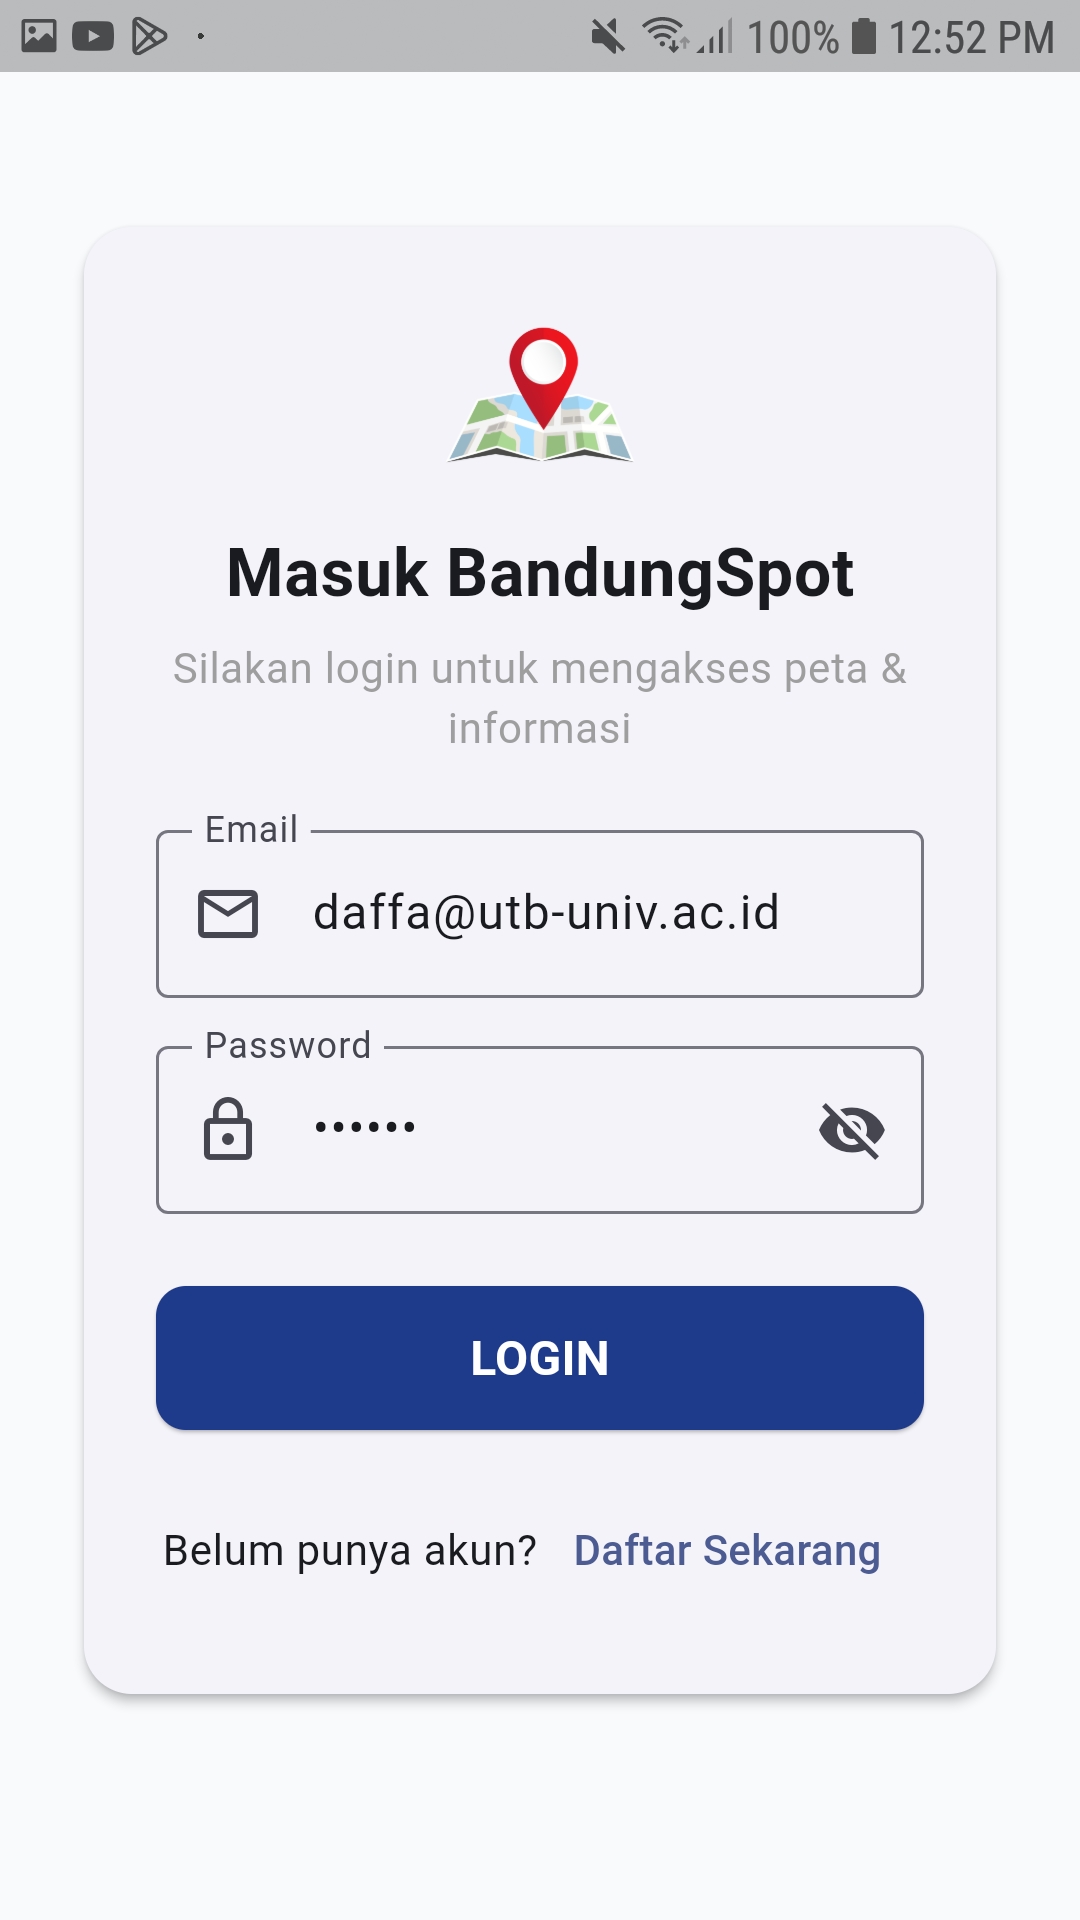 100% 12:52 PM
Masuk BandungSpot
Silakan login untuk mengakses peta &
informasi
Email
daffa@utb-univ.ac.id
Password
••••••
LOGIN
Belum punya akun? Daftar Sekarang